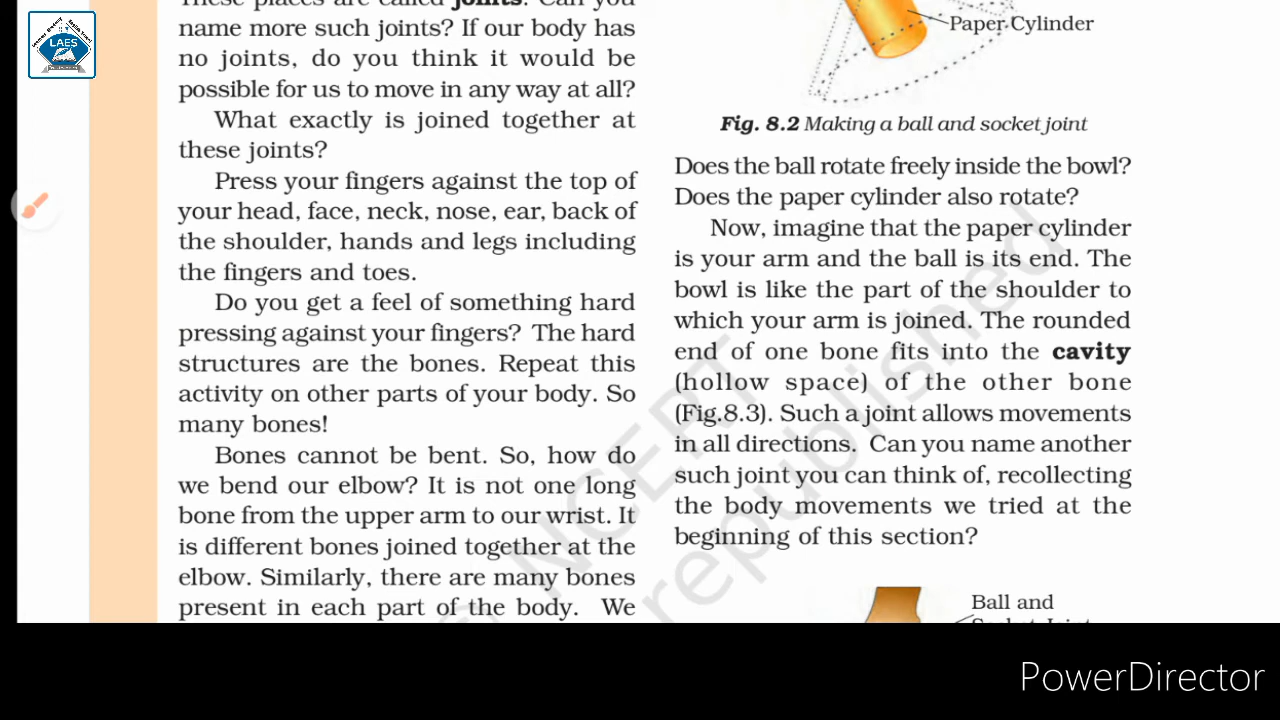 LAES
These places are called joints. Can you
name more such joints? If our body has
no joints, do you think it would be
possible for us to move in any way at all?
What exactly is joined together at
these joints?
Press your fingers against the top of
your head, face, neck, nose, ear, back of
the shoulder, hands and legs including
the fingers and toes.
Do you get a feel of something hard
pressing against your fingers? The hard
structures are the bones. Repeat this
activity on other parts of your body. So
many bones!
Bones cannot be bent. So, how do
we bend our elbow? It is not one long
bone from the upper arm to our wrist. It
is different bones joined together at the
elbow. Similarly, there are many bones
present in each part of the body. We
Paper Cylinder
Fig. 8.2 Making a ball and socket joint
Does the ball rotate freely inside the bowl?
Does the paper cylinder also rotate?
Now, imagine that the paper cylinder
is your arm and the ball is its end. The
bowl is like the part of the shoulder to
which your arm is joined. The rounded
end of one bone fits into the cavity
(hollow space) of the other bone
(Fig.8.3). Such a joint allows movements
in all directions. Can you name another
such joint you can think of, recollecting
the body movements we tried at the
beginning of this section?
Ball and
Socket Joint
© NCERT
republished
PowerDirector